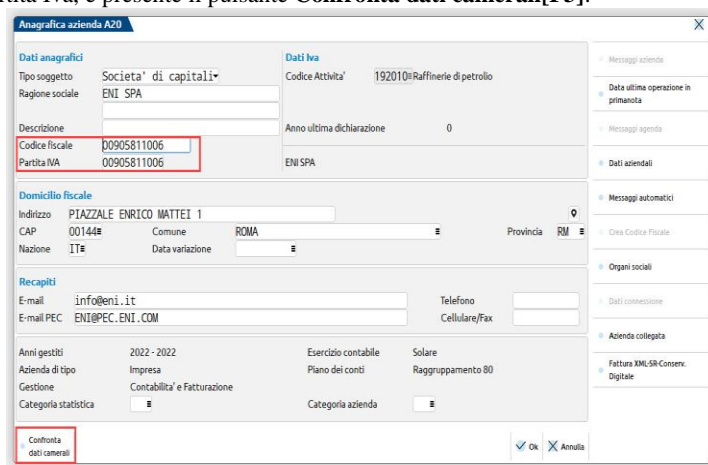 rtita Iva, è presente il pulsante Confronta dati camerali[F5].
Anagrafica azienda A20
Dati anagrafici
Tipo soggetto Societa' di capitali
Ragione sociale ENI SPA
Descrizione
Codice fiscale 00905811006
Partita IVA 00905811006
Dati Iva
Codice Attivita' 192010 Raffinerie di petrolio
Anno ultima dichiarazione 0
ENI SPA
Domicilio fiscale
Indirizzo PIAZZALE ENRICO MATTEI 1
CAP 00144 Comune ROMA Provincia RM
Nazione IT Data variazione
Recapiti
E-mail info@eni.it Telefono
E-mail PEC ENI@PEC.ENI.COM Cellulare/Fax
Anni gestiti 2022 - 2022 Esercizio contabile Solare
Azienda di tipo Impresa Piano dei conti Raggruppamento 80
Gestione Contabilita' e Fatturazione
Categoria statistica Categoria azienda
Confronta
dati camerali
Ok Annulla
Messaggi azienda
Data ultima operazione in
primanota
Messaggi agenda
Dati aziendali
Messaggi automatici
Crea Codice Fiscale
Organi sociali
Dati connessione
Azienda collegata
Fattura XML-SR-Conserv.
Digitale